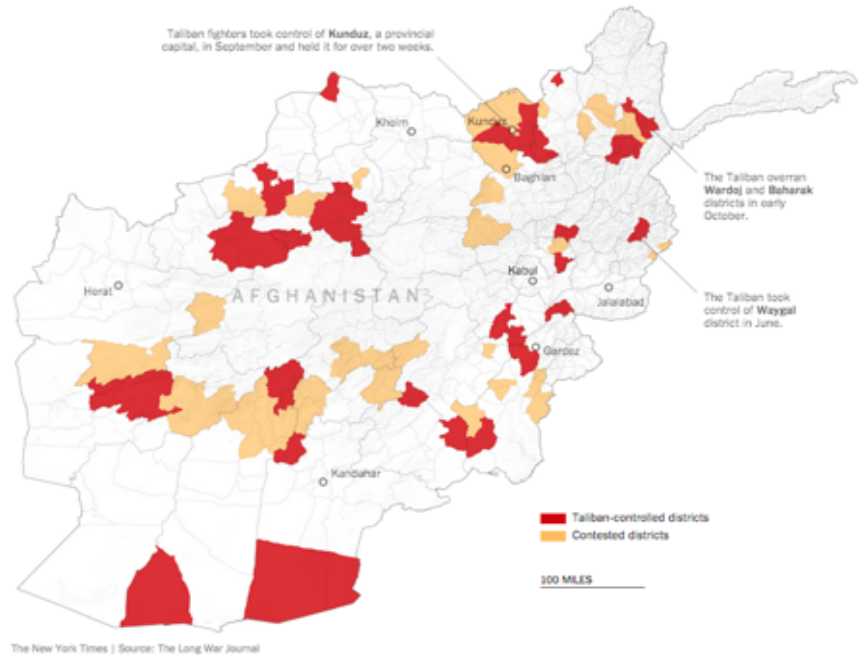 Taliban fighters took control of Kunduz, a provincial
capital, in September and held it for over two weeks.
Kholm
Kunduz
Baghlan
The Taliban overran
Wardoj and Baharak
districts in early
October.
Kabul
Herat
AFGHANISTAN
Jalalabad
The Taliban took
control of Waygal
district in June.
Gardez
Kandahar
Taliban-controlled districts
Contested districts
100 MILES
The New York Times | Source: The Long War Journal